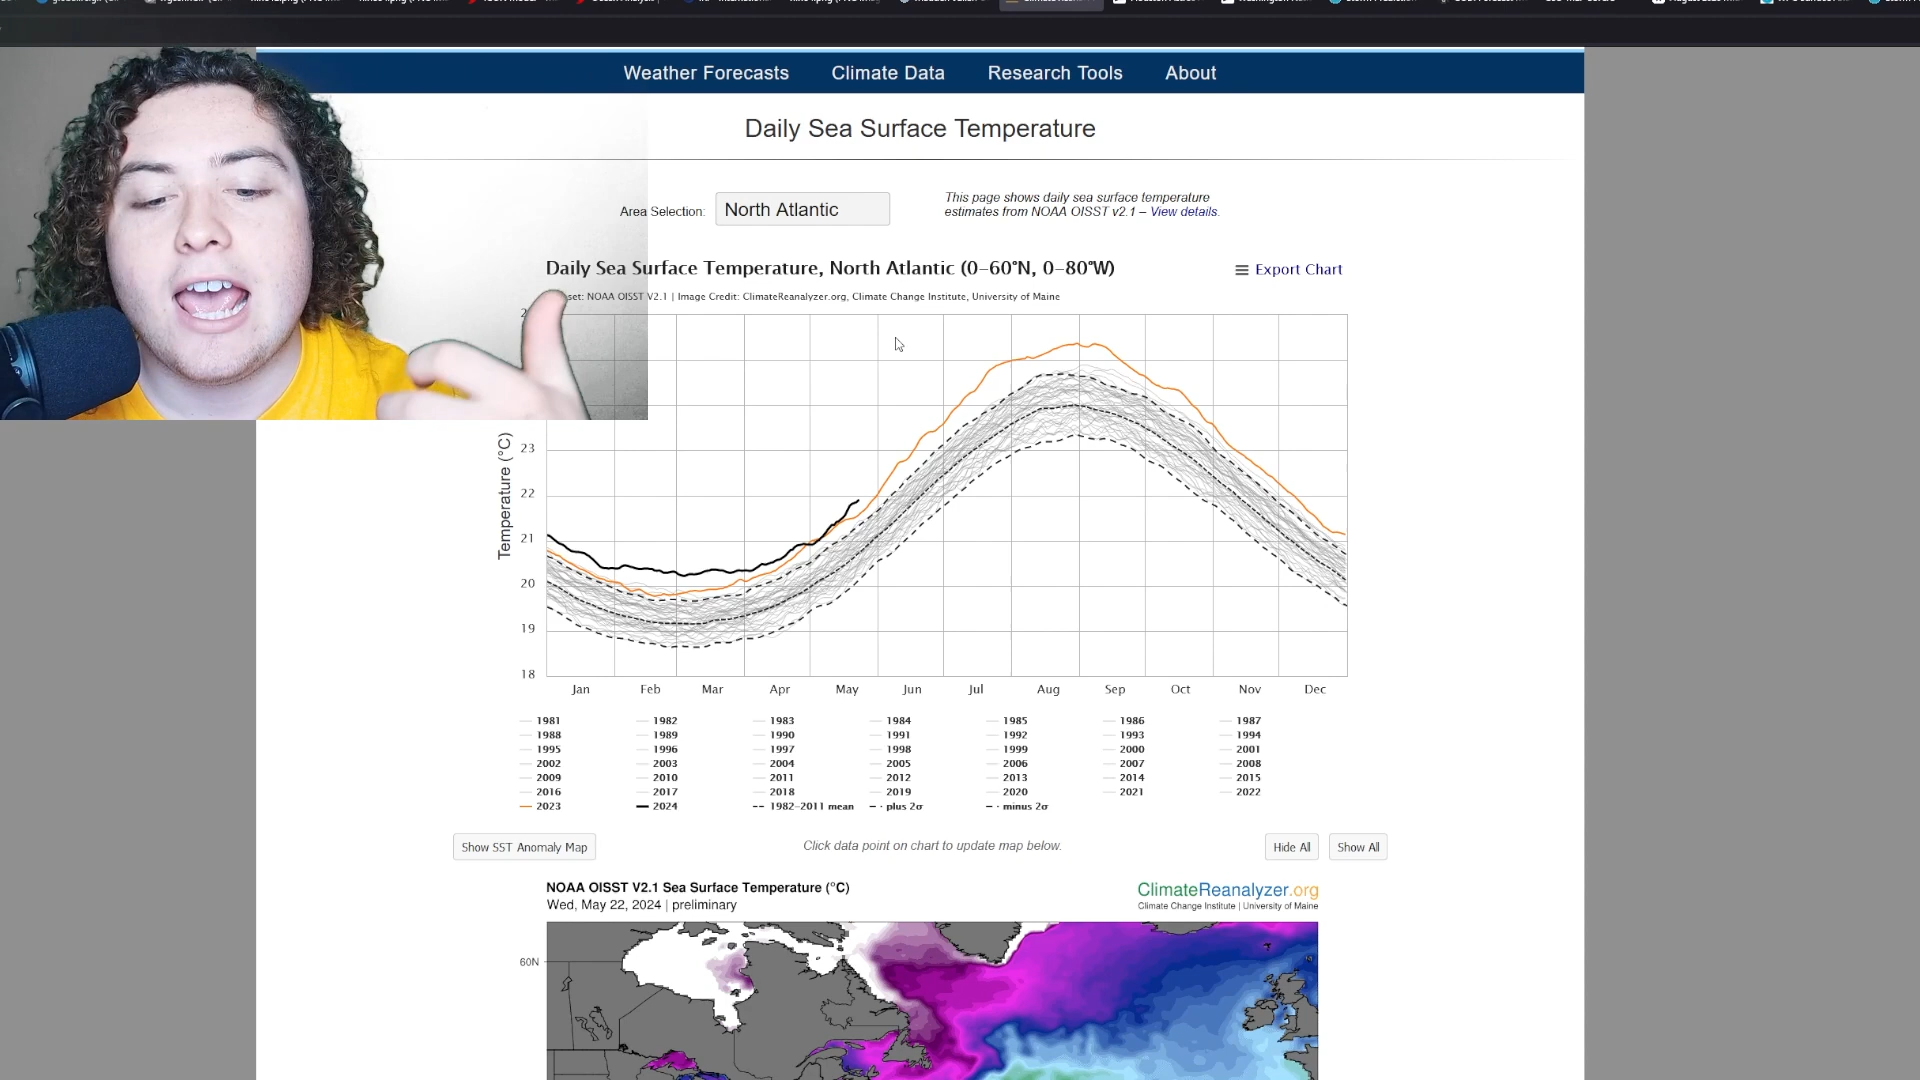 Weather Forecasts Climate Data Research Tools About
Daily Sea Surface Temperature
Area Selection: North Atlantic
This page shows daily sea surface temperature
estimates from NOAA OISST v2.1 – View details.
Daily Sea Surface Temperature, North Atlantic (0–60°N, 0–80°W)
Export Chart
set: NOAA OISST V2.1 | Image Credit: ClimateReanalyzer.org, Climate Change Institute, University of Maine
Temperature (°C)
23
22
21
20
19
18
Jan Feb Mar Apr May Jun Jul Aug Sep Oct Nov Dec
1981 1982 1983 1984 1985 1986 1987
1988 1989 1990 1991 1992 1993 1994
1995 1996 1997 1998 1999 2000 2001
2002 2003 2004 2005 2006 2007 2008
2009 2010 2011 2012 2013 2014 2015
2016 2017 2018 2019 2020 2021 2022
2023 2024 1982–2011 mean plus 2σ minus 2σ
Show SST Anomaly Map
Click data point on chart to update map below.
Hide All Show All
NOAA OISST V2.1 Sea Surface Temperature (°C)
Wed, May 22, 2024 | preliminary
ClimateReanalyzer.org
Climate Change Institute | University of Maine
60N